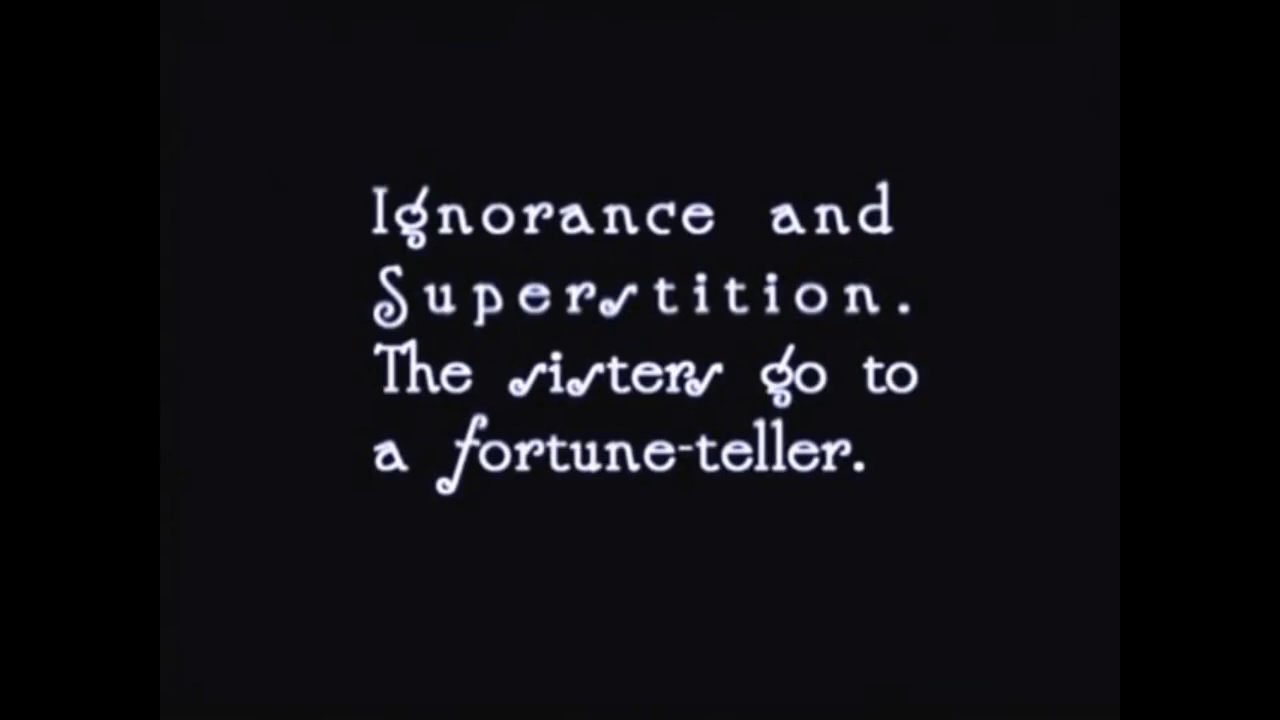 Ignorance and
Superstition.
The sisters go to
a fortune-teller.